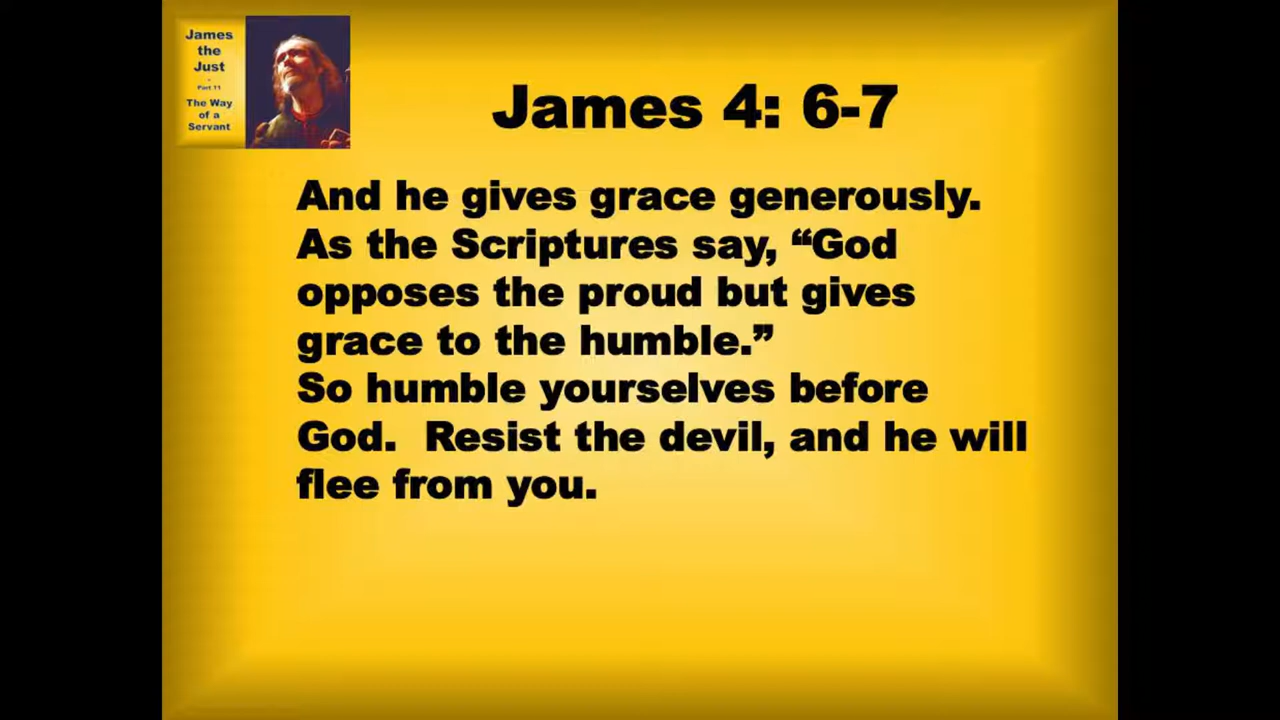 James
the
Just
-
Part 11
The Way
of a
Servant
James 4: 6-7
And he gives grace generously.
As the Scriptures say, “God
opposes the proud but gives
grace to the humble.”
So humble yourselves before
God.  Resist the devil, and he will
flee from you.